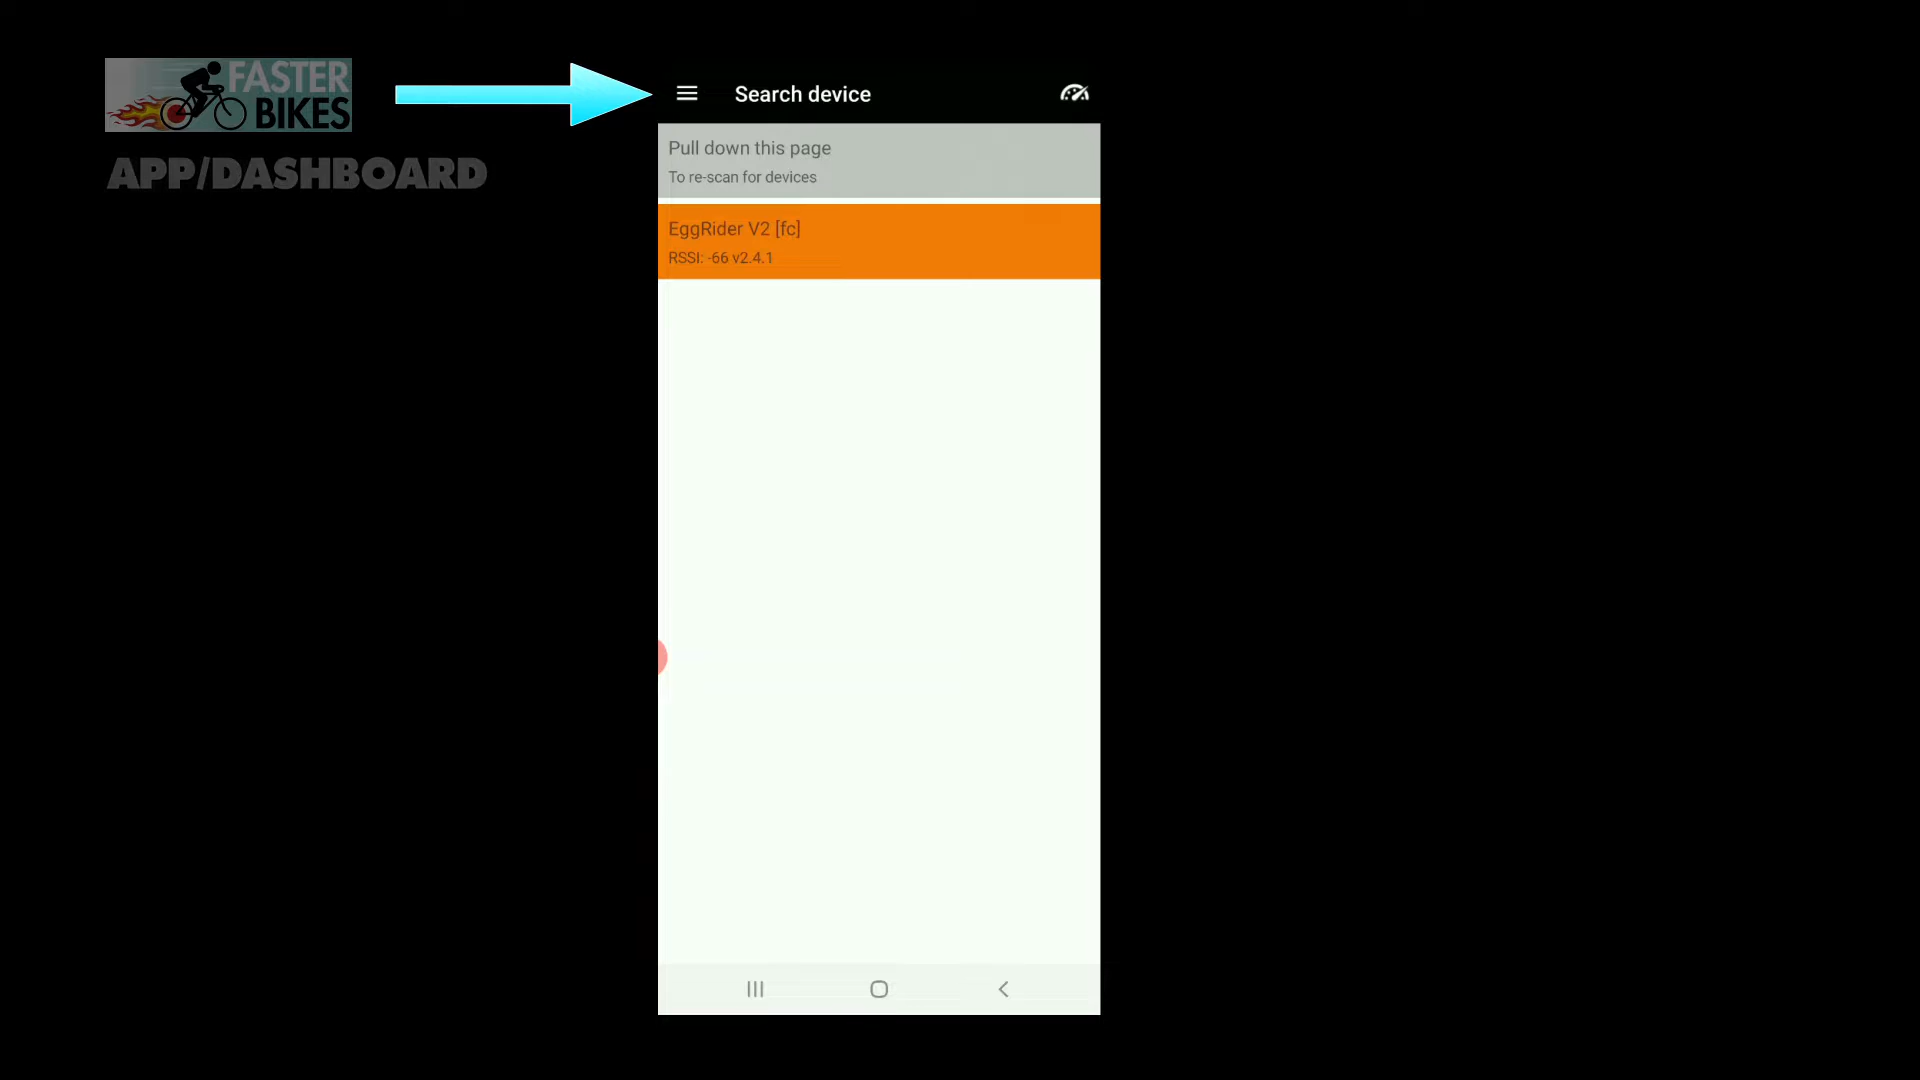 FASTER
BIKES
APP/DASHBOARD
Search device
Pull down this page
To re-scan for devices
EggRider V2 [fc]
RSSI: -66 v2.4.1